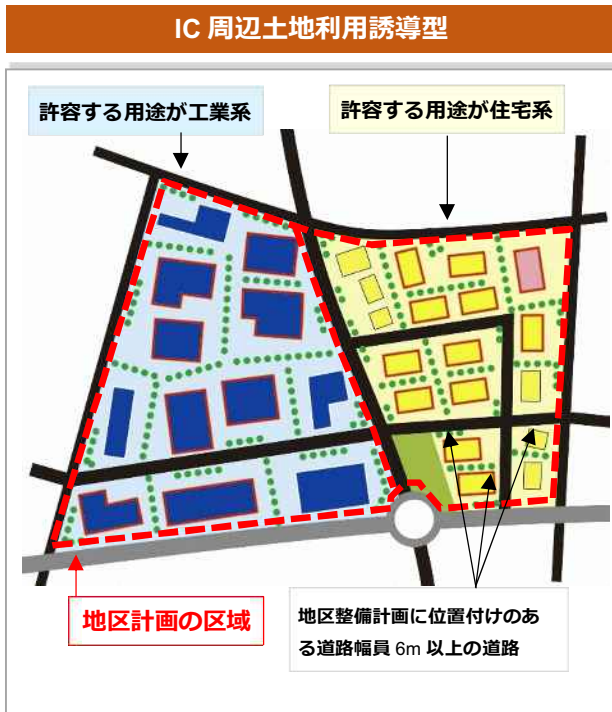 IC 周辺土地利用誘導型
許容する用途が工業系
許容する用途が住宅系
地区計画の区域
地区整備計画に位置付けのあ
る道路幅員 6m 以上の道路